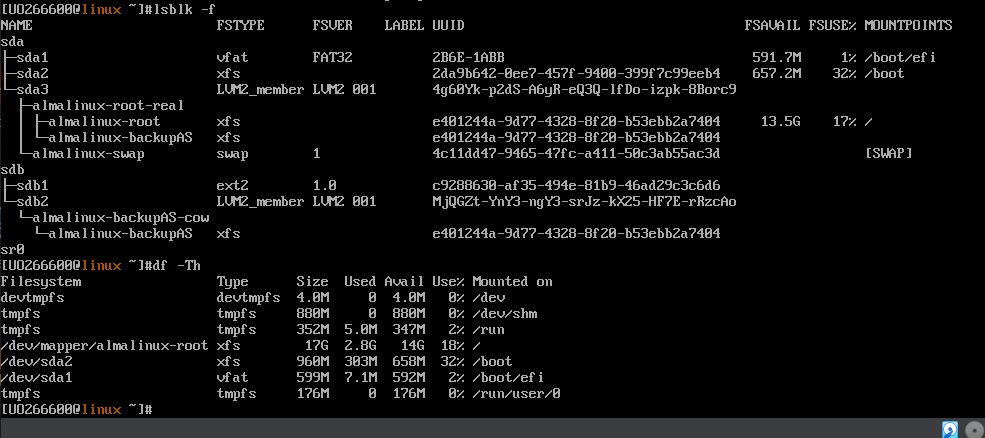 [UO266600@linux ~]#lsblk -f
NAME FSTYPE FSVER LABEL UUID FSAVAIL FSUSE% MOUNTPOINTS
sda
├─sda1 vfat FAT32 2B6E-1ABB 591.7M 1% /boot/efi
├─sda2 xfs 2da9b642-0ee7-457f-9400-399f7c99eeb4 657.2M 32% /boot
└─sda3 LVM2_member LVM2 001 4g60Yk-p2dS-A6yR-eQ3Q-lfDo-izpk-8Borc9
├─almalinux-root-real
│ ├─almalinux-root xfs e401244a-9d77-4328-8f20-b53ebb2a7404 13.5G 17% /
│ └─almalinux-backupAS xfs e401244a-9d77-4328-8f20-b53ebb2a7404
└─almalinux-swap swap 1 4c11dd47-9465-47fc-a411-50c3ab55ac3d [SWAP]
sdb
├─sdb1 ext2 1.0 c9288630-af35-494e-81b9-46ad29c3c6d6
└─sdb2 LVM2_member LVM2 001 MjQGZt-YnY3-ngY3-srJz-kXZ5-HF7E-rRzcAo
└─almalinux-backupAS-cow
└─almalinux-backupAS xfs e401244a-9d77-4328-8f20-b53ebb2a7404
sr0
[UO266600@linux ~]#df -Th
Filesystem Type Size Used Avail Use% Mounted on
devtmpfs devtmpfs 4.0M 0 4.0M 0% /dev
tmpfs tmpfs 880M 0 880M 0% /dev/shm
tmpfs tmpfs 352M 5.0M 347M 2% /run
/dev/mapper/almalinux-root xfs 17G 2.8G 14G 18% /
/dev/sda2 xfs 960M 303M 658M 32% /boot
/dev/sda1 vfat 599M 7.1M 592M 2% /boot/efi
tmpfs tmpfs 176M 0 176M 0% /run/user/0
[UO266600@linux ~]#